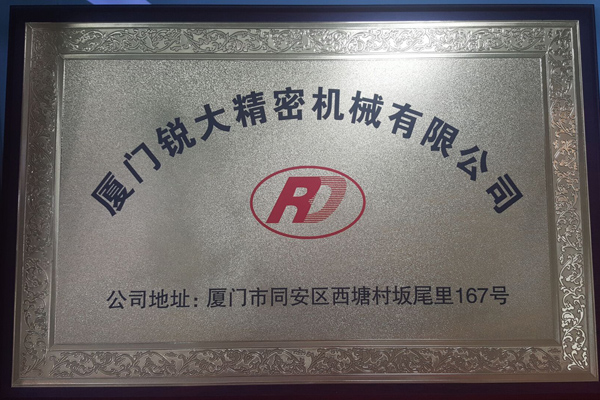 厦门锐大精密机械有限公司
RD
公司地址：厦门市同安区西塘村坂尾里167号